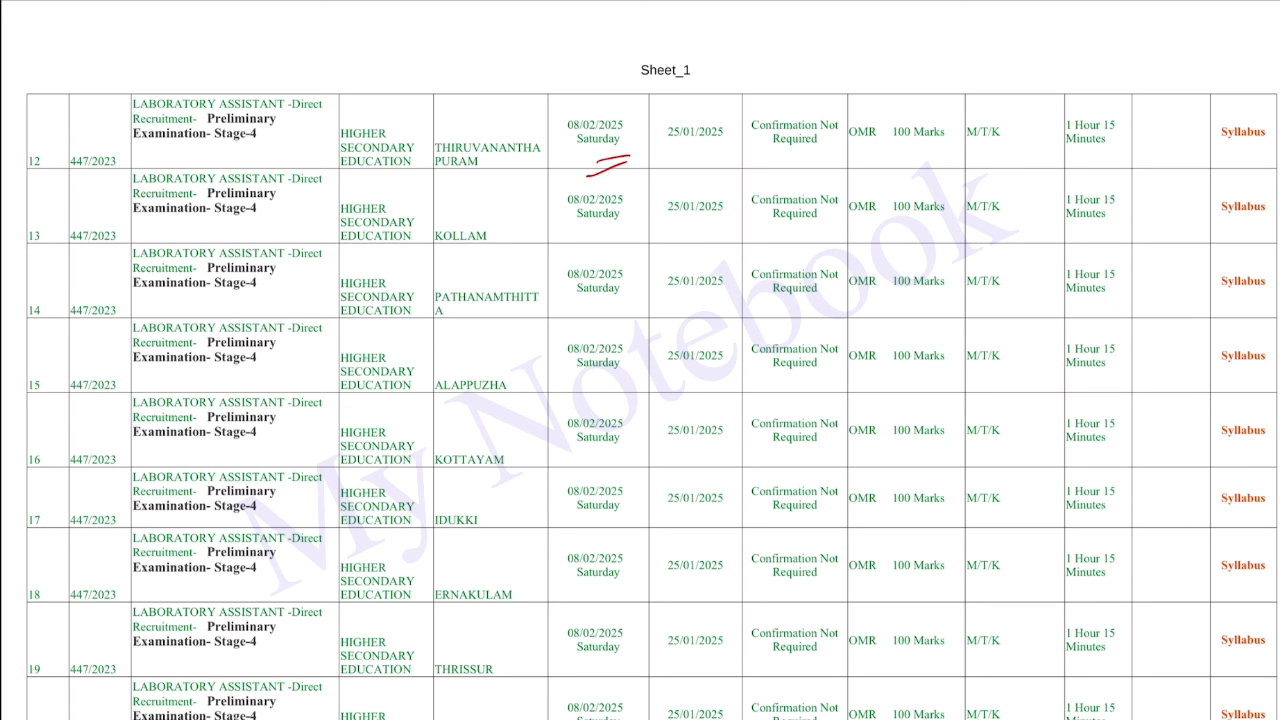 Sheet_1
12 447/2023 LABORATORY ASSISTANT -Direct Recruitment- Preliminary Examination- Stage-4 HIGHER SECONDARY EDUCATION THIRUVANANTHA PURAM 08/02/2025 Saturday 25/01/2025 Confirmation Not Required OMR 100 Marks M/T/K 1 Hour 15 Minutes Syllabus
13 447/2023 LABORATORY ASSISTANT -Direct Recruitment- Preliminary Examination- Stage-4 HIGHER SECONDARY EDUCATION KOLLAM 08/02/2025 Saturday 25/01/2025 Confirmation Not Required OMR 100 Marks M/T/K 1 Hour 15 Minutes Syllabus
14 447/2023 LABORATORY ASSISTANT -Direct Recruitment- Preliminary Examination- Stage-4 HIGHER SECONDARY EDUCATION PATHANAMTHITT A 08/02/2025 Saturday 25/01/2025 Confirmation Not Required OMR 100 Marks M/T/K 1 Hour 15 Minutes Syllabus
15 447/2023 LABORATORY ASSISTANT -Direct Recruitment- Preliminary Examination- Stage-4 HIGHER SECONDARY EDUCATION ALAPPUZHA 08/02/2025 Saturday 25/01/2025 Confirmation Not Required OMR 100 Marks M/T/K 1 Hour 15 Minutes Syllabus
16 447/2023 LABORATORY ASSISTANT -Direct Recruitment- Preliminary Examination- Stage-4 HIGHER SECONDARY EDUCATION KOTTAYAM 08/02/2025 Saturday 25/01/2025 Confirmation Not Required OMR 100 Marks M/T/K 1 Hour 15 Minutes Syllabus
17 447/2023 LABORATORY ASSISTANT -Direct Recruitment- Preliminary Examination- Stage-4 HIGHER SECONDARY EDUCATION IDUKKI 08/02/2025 Saturday 25/01/2025 Confirmation Not Required OMR 100 Marks M/T/K 1 Hour 15 Minutes Syllabus
18 447/2023 LABORATORY ASSISTANT -Direct Recruitment- Preliminary Examination- Stage-4 HIGHER SECONDARY EDUCATION ERNAKULAM 08/02/2025 Saturday 25/01/2025 Confirmation Not Required OMR 100 Marks M/T/K 1 Hour 15 Minutes Syllabus
19 447/2023 LABORATORY ASSISTANT -Direct Recruitment- Preliminary Examination- Stage-4 HIGHER SECONDARY EDUCATION THRISSUR 08/02/2025 Saturday 25/01/2025 Confirmation Not Required OMR 100 Marks M/T/K 1 Hour 15 Minutes Syllabus
LABORATORY ASSISTANT -Direct Recruitment- Preliminary Examination- Stage-4 HIGHER 08/02/2025 Saturday 25/01/2025 Confirmation Not Required OMR 100 Marks M/T/K 1 Hour 15 Minutes Syllabus
My Notebook